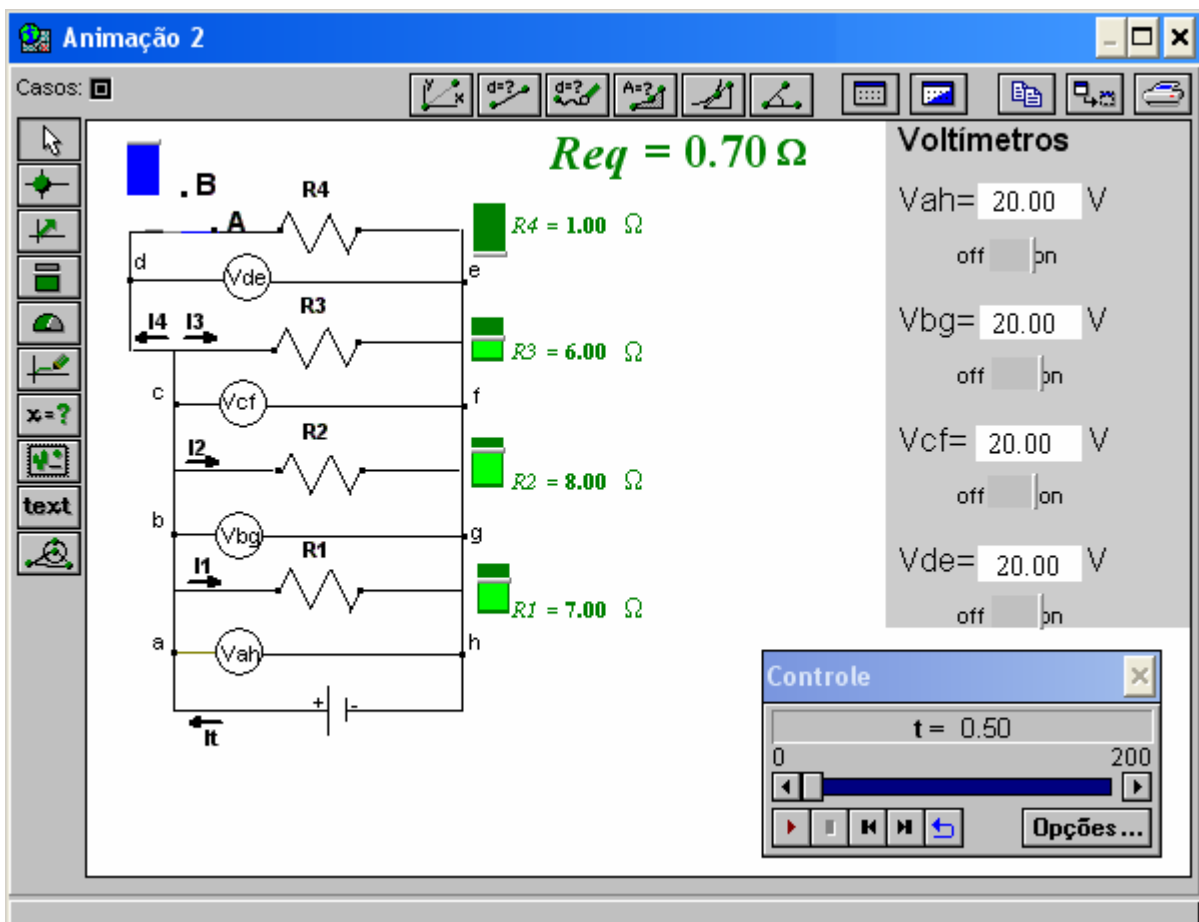 Animação 2
Casos:
y x d=? d=? A=?
x=?
text
Req = 0.70 Ω
. B
. A
R4
R4 = 1.00 Ω
d
Vde
e
R3
I4 I3
R3 = 6.00 Ω
c
Vcf
f
R2
I2
R2 = 8.00 Ω
b
Vbg
g
R1
I1
R1 = 7.00 Ω
a
Vah
h
+ -
It
Voltímetros
Vah= 20.00 V
off on
Vbg= 20.00 V
off on
Vcf= 20.00 V
off on
Vde= 20.00 V
off on
Controle
t = 0.50
0 200
Opções...